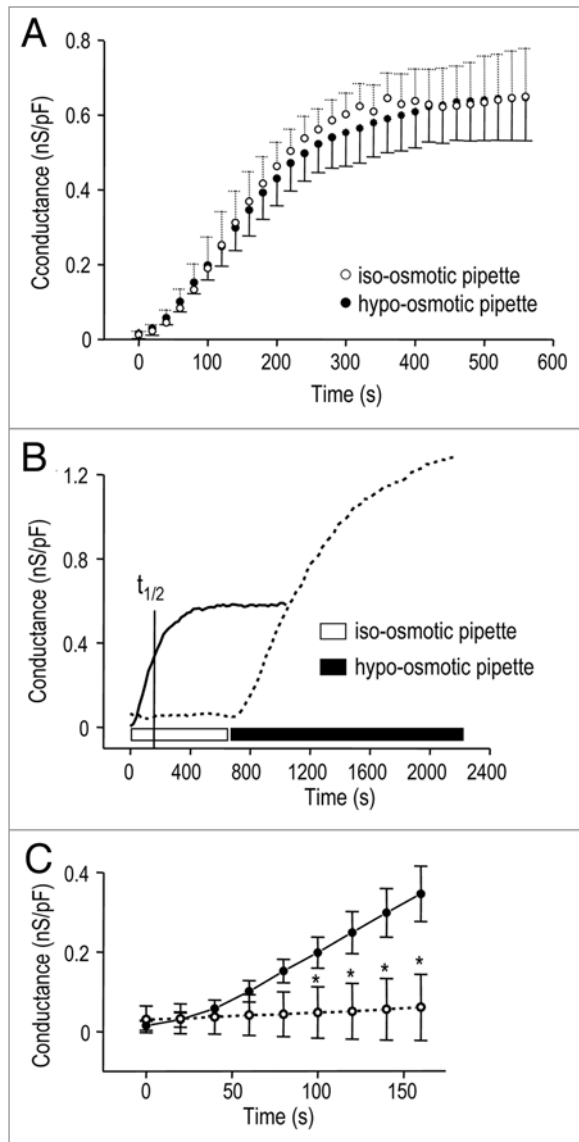 A
Cconductance (nS/pF)
0.8
0.6
0.4
0.2
0
iso-osmotic pipette
hypo-osmotic pipette
0 100 200 300 400 500 600
Time (s)
B
Conductance (nS/pF)
1.2
0.8
0.4
0
t1/2
iso-osmotic pipette
hypo-osmotic pipette
0 400 800 1200 1600 2000 2400
Time (s)
C
Conductance (nS/pF)
0.4
0.2
0
* * * *
0 50 100 150
Time (s)